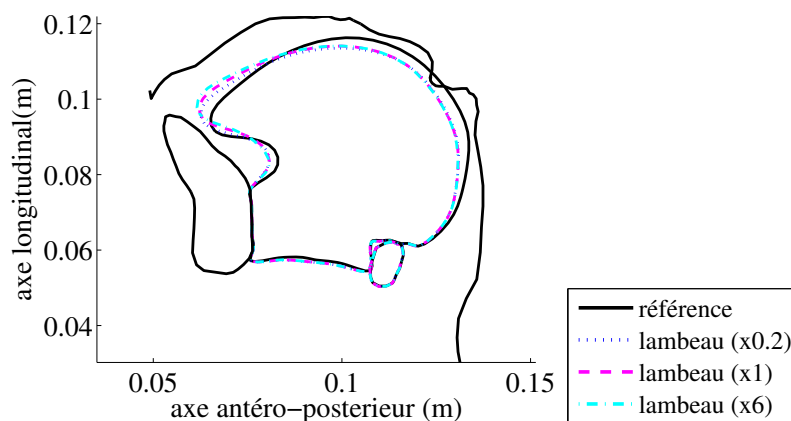 0.12
0.1
0.08
0.06
0.04
axe longitudinal(m)
0.05
0.1
0.15
axe antéro−posterieur (m)
référence
lambeau (x0.2)
lambeau (x1)
lambeau (x6)